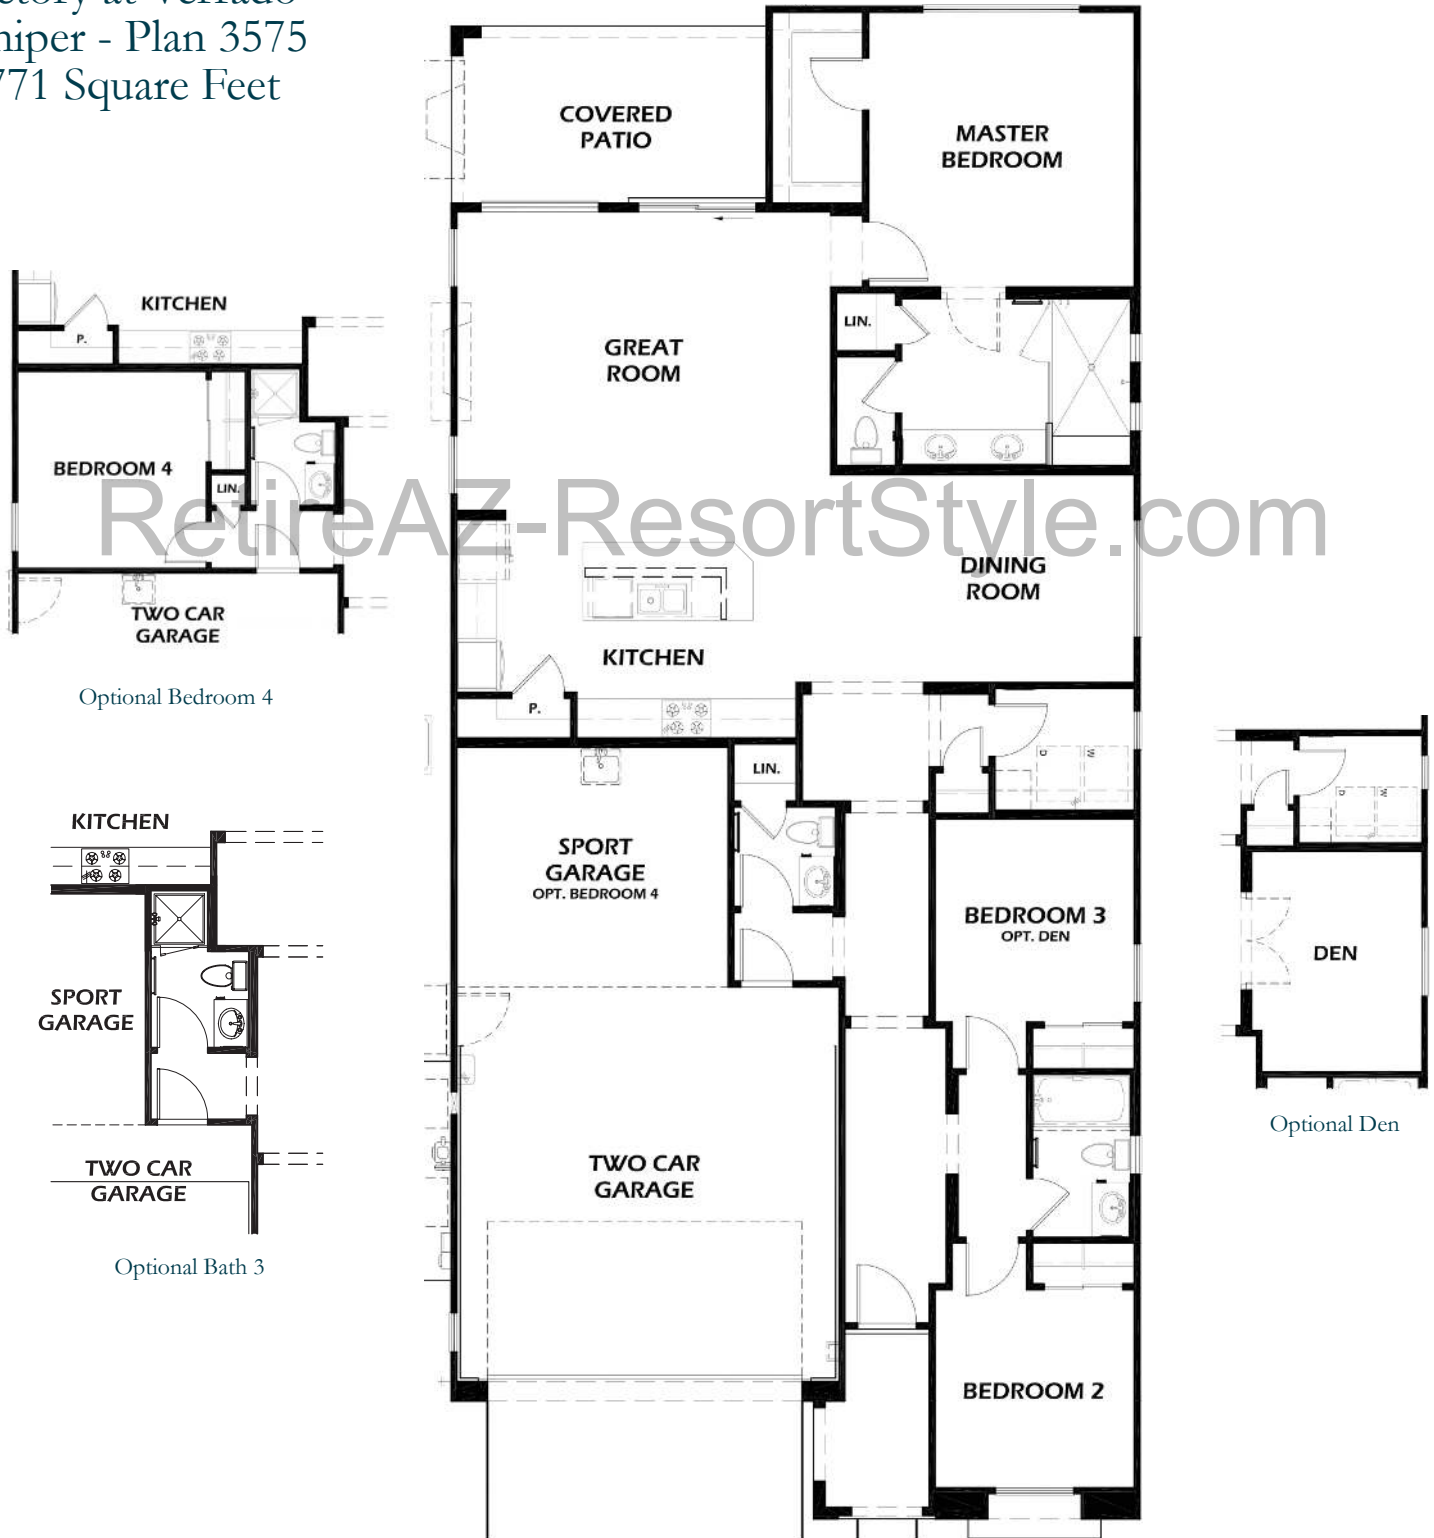 at Verrado
- Plan 3575
Square Feet
COVERED
PATIO
MASTER
BEDROOM
GREAT
ROOM
LIN.
DINING
ROOM
KITCHEN
P.
LIN.
SPORT
GARAGE
OPT. BEDROOM 4
D
W
BEDROOM 3
OPT. DEN
TWO CAR
GARAGE
BEDROOM 2
KITCHEN
P.
BEDROOM 4
LIN.
TWO CAR
GARAGE
Optional Bedroom 4
KITCHEN
SPORT
GARAGE
TWO CAR
GARAGE
Optional Bath 3
D
W
DEN
Optional Den
RetireAZ-ResortStyle.com